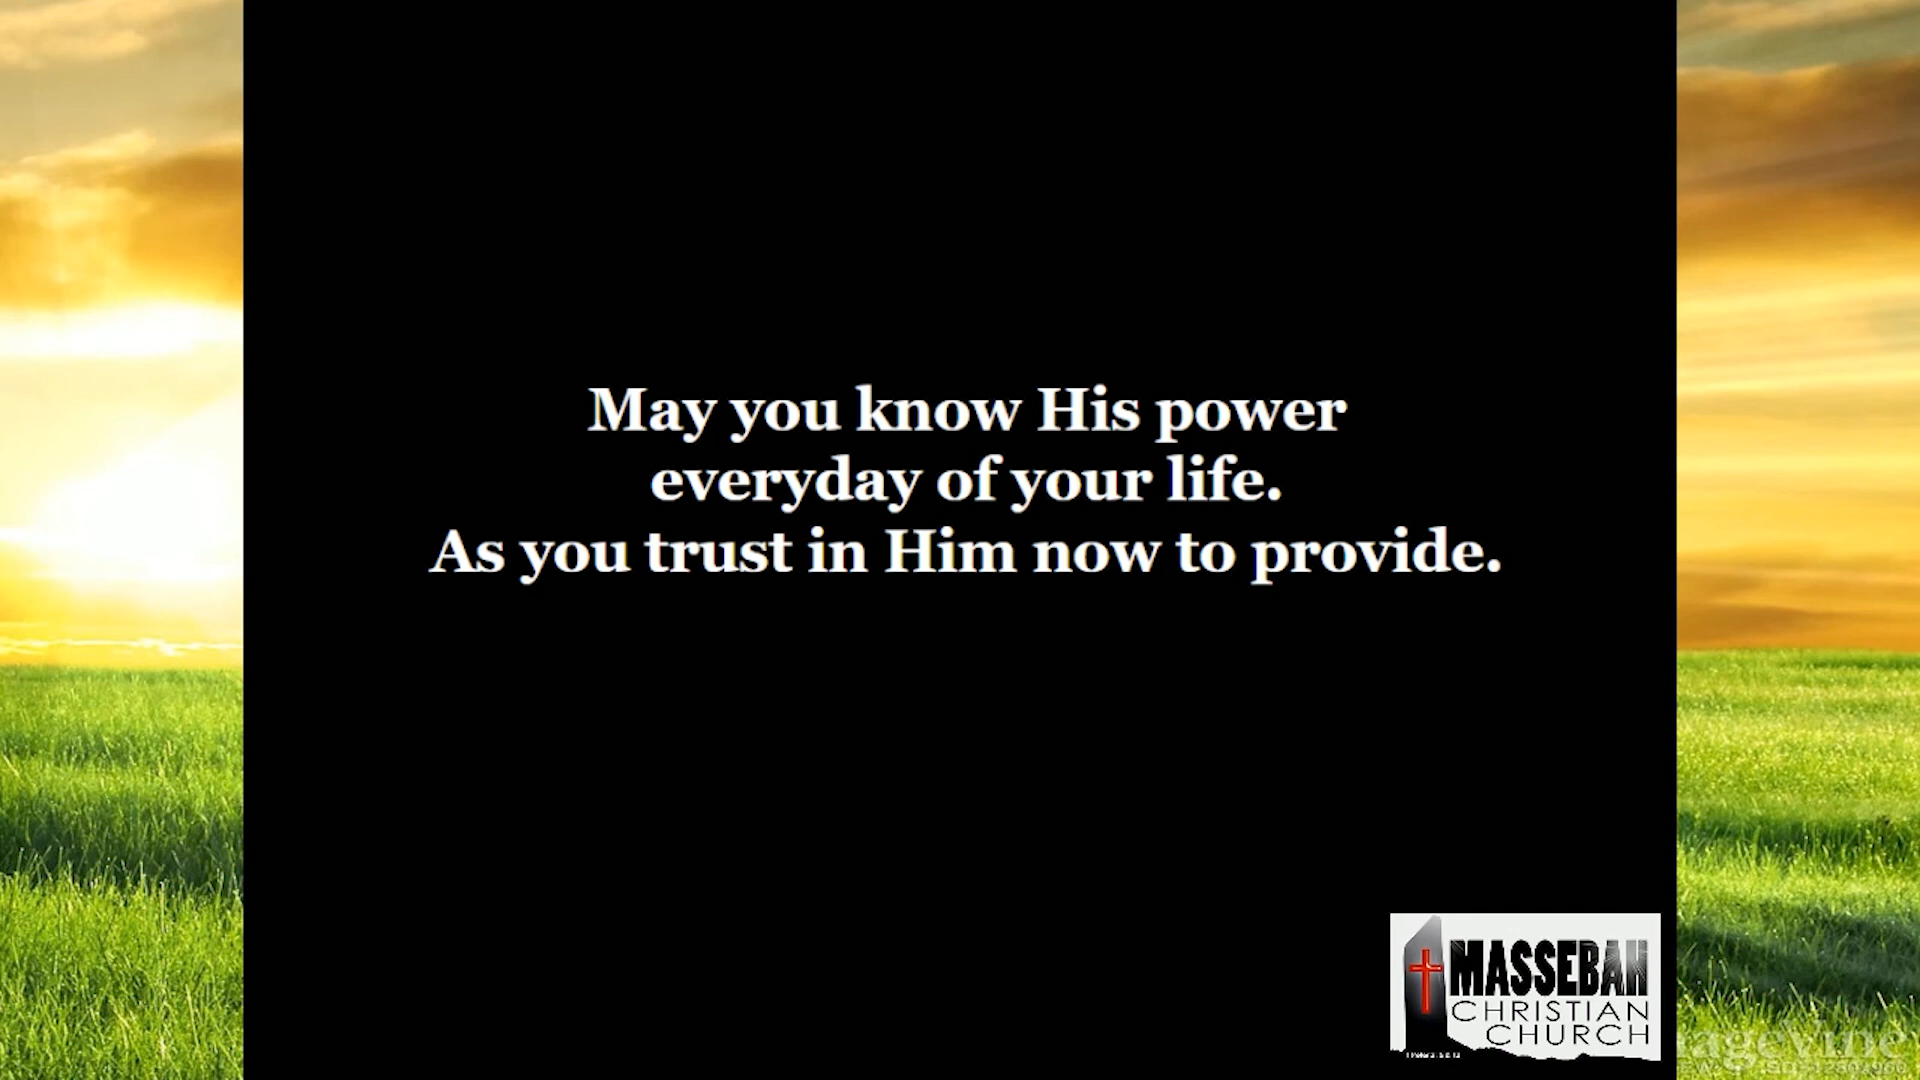 May you know His power
everyday of your life.
As you trust in Him now to provide.
MASSEBAH
CHRISTIAN
CHURCH